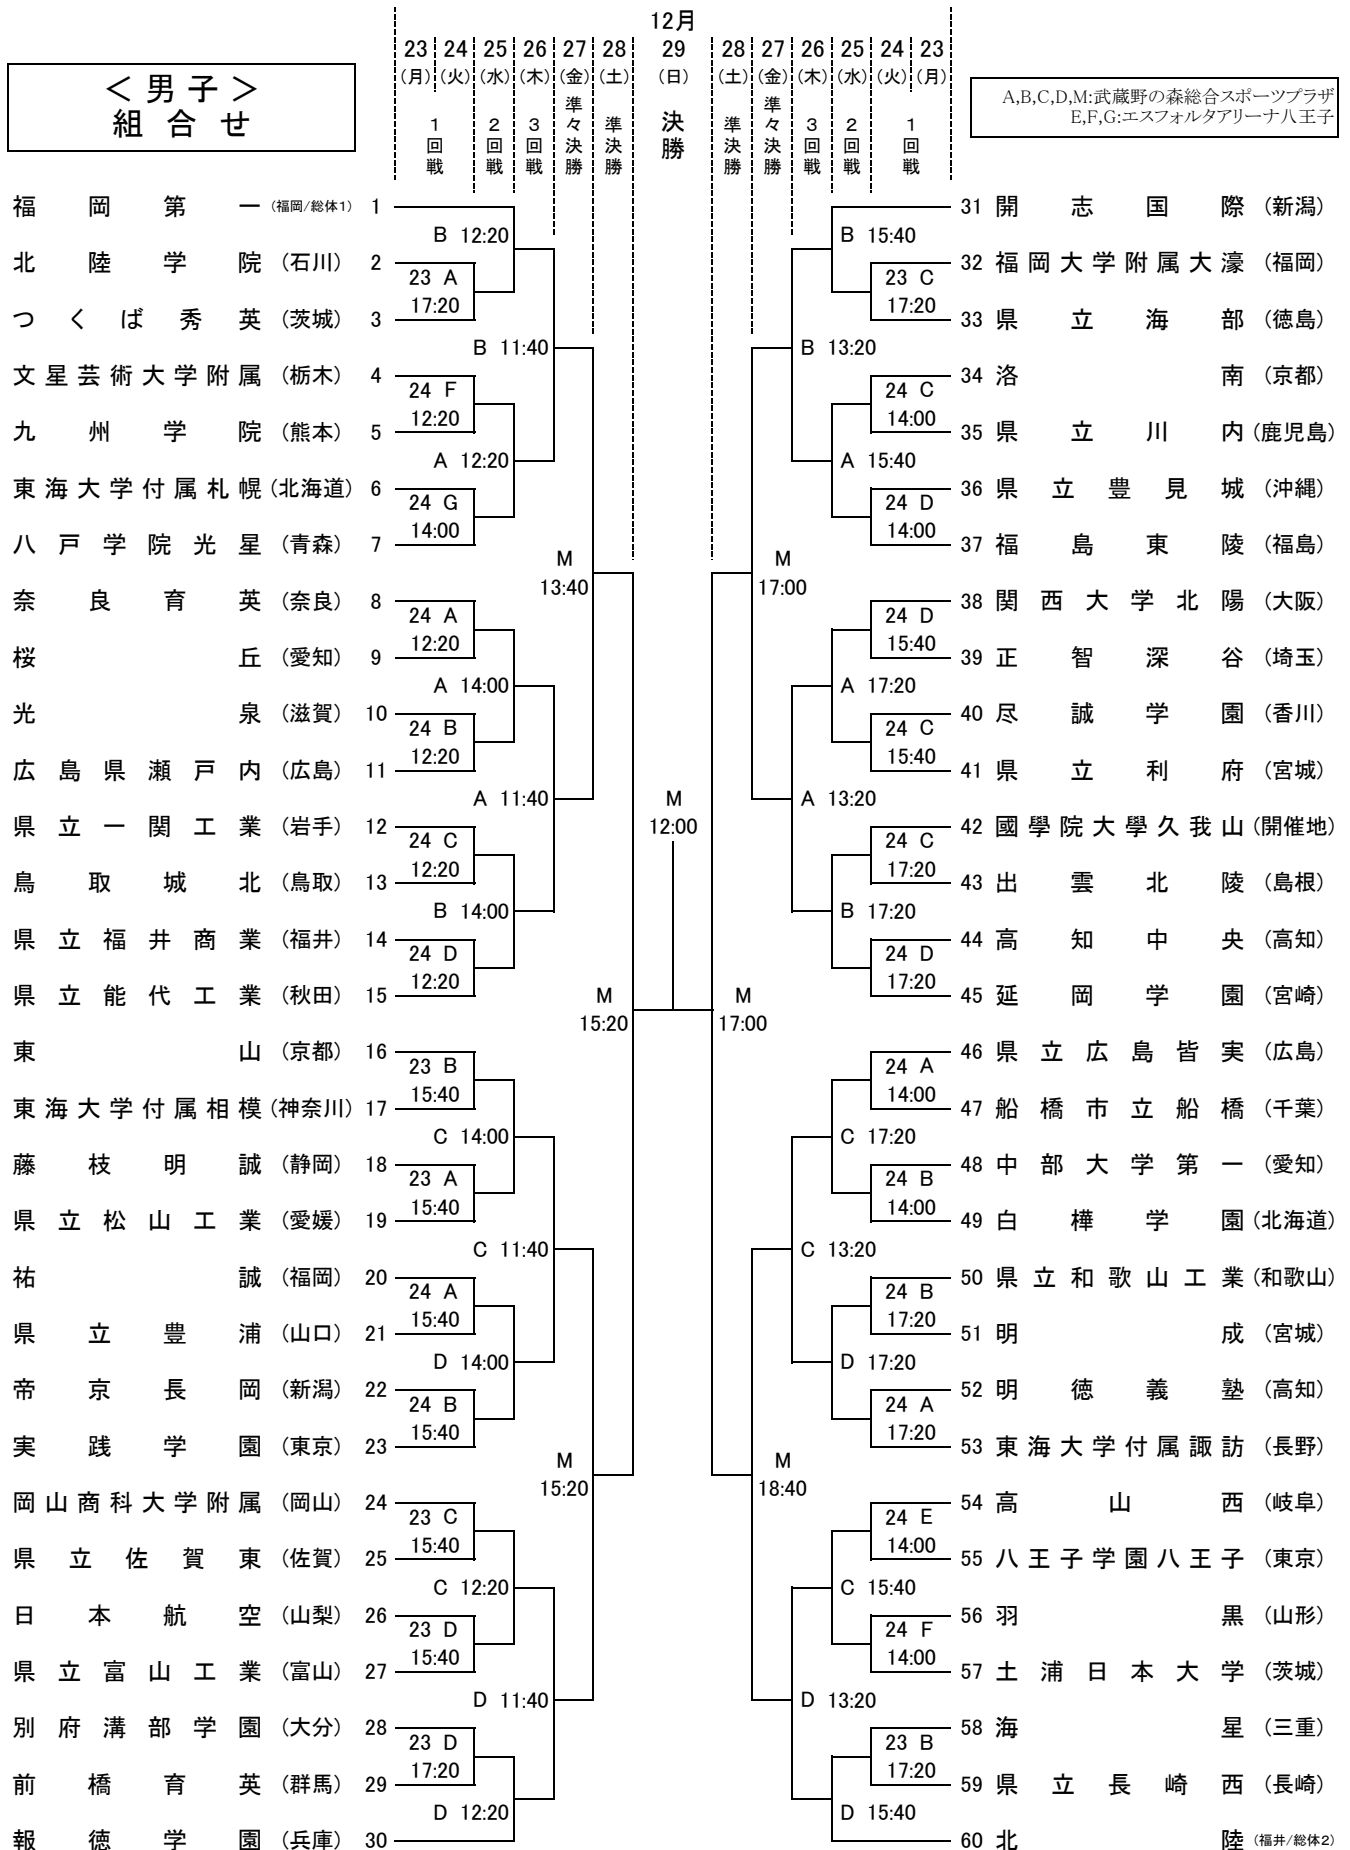 12月
23 24 25 26 27 28 29 28 27 26 25 24 23
(月) (火) (水) (木) (金) (土) (日) (土) (金) (木) (水) (火) (月)
1回戦 2回戦 3回戦 準々決勝 準決勝 決勝 準決勝 準々決勝 3回戦 2回戦 1回戦
＜男子＞
組合せ
A,B,C,D,M:武蔵野の森総合スポーツプラザ
E,F,G:エスフォルタアリーナ八王子
福岡第一 (福岡/総体1) 1
B 12:20
北陸学院 (石川) 2
23 A
17:20
つくば秀英 (茨城) 3
B 11:40
文星芸術大学附属 (栃木) 4
24 F
12:20
九州学院 (熊本) 5
A 12:20
東海大学付属札幌 (北海道) 6
24 G
14:00
八戸学院光星 (青森) 7
M
13:40
奈良育英 (奈良) 8
24 A
12:20
桜丘 (愛知) 9
A 14:00
光泉 (滋賀) 10
24 B
12:20
広島県瀬戸内 (広島) 11
A 11:40
県立一関工業 (岩手) 12
24 C
12:20
鳥取城北 (鳥取) 13
B 14:00
県立福井商業 (福井) 14
24 D
12:20
県立能代工業 (秋田) 15
M
15:20
東山 (京都) 16
23 B
15:40
東海大学付属相模 (神奈川) 17
C 14:00
藤枝明誠 (静岡) 18
23 A
15:40
県立松山工業 (愛媛) 19
C 11:40
祐誠 (福岡) 20
24 A
15:40
県立豊浦 (山口) 21
D 14:00
帝京長岡 (新潟) 22
24 B
15:40
実践学園 (東京) 23
M
15:20
岡山商科大学附属 (岡山) 24
23 C
15:40
県立佐賀東 (佐賀) 25
C 12:20
日本航空 (山梨) 26
23 D
15:40
県立富山工業 (富山) 27
D 11:40
別府溝部学園 (大分) 28
23 D
17:20
前橋育英 (群馬) 29
D 12:20
報徳学園 (兵庫) 30
M
12:00
31 開志国際 (新潟)
B 15:40
32 福岡大学附属大濠 (福岡)
23 C
17:20
33 県立海部 (徳島)
B 13:20
34 洛南 (京都)
24 C
14:00
35 県立川内 (鹿児島)
A 15:40
36 県立豊見城 (沖縄)
24 D
14:00
37 福島東陵 (福島)
M
17:00
38 関西大学北陽 (大阪)
24 D
15:40
39 正智深谷 (埼玉)
A 17:20
40 尽誠学園 (香川)
24 C
15:40
41 県立利府 (宮城)
A 13:20
42 國學院大學久我山 (開催地)
24 C
17:20
43 出雲北陵 (島根)
B 17:20
44 高知中央 (高知)
24 D
17:20
45 延岡学園 (宮崎)
M
17:00
46 県立広島皆実 (広島)
24 A
14:00
47 船橋市立船橋 (千葉)
C 17:20
48 中部大学第一 (愛知)
24 B
14:00
49 白樺学園 (北海道)
C 13:20
50 県立和歌山工業 (和歌山)
24 B
17:20
51 明成 (宮城)
D 17:20
52 明徳義塾 (高知)
24 A
17:20
53 東海大学付属諏訪 (長野)
M
18:40
54 高山西 (岐阜)
24 E
14:00
55 八王子学園八王子 (東京)
C 15:40
56 羽黒 (山形)
24 F
14:00
57 土浦日本大学 (茨城)
D 13:20
58 海星 (三重)
23 B
17:20
59 県立長崎西 (長崎)
D 15:40
60 北陸 (福井/総体2)